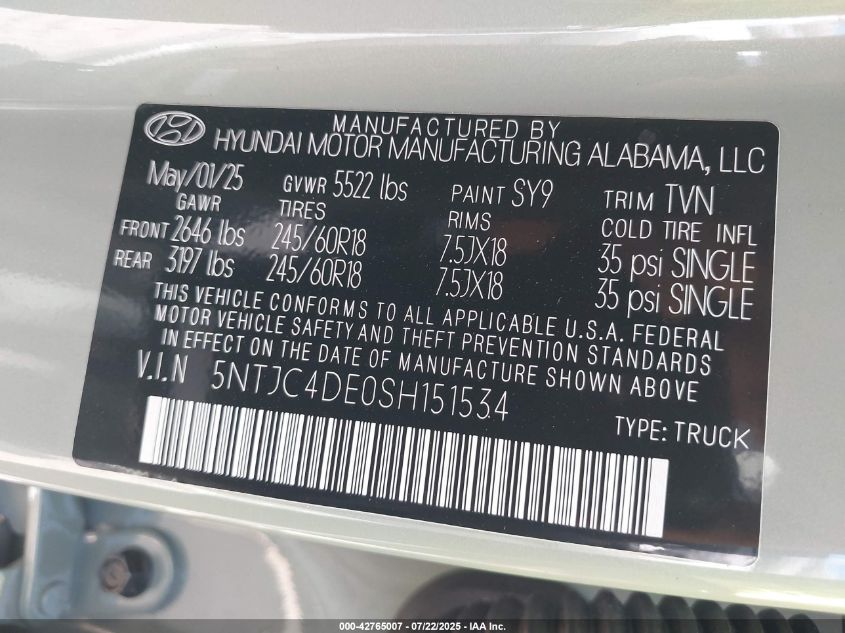 MANUFACTURED BY
HYUNDAI MOTOR MANUFACTURING ALABAMA, LLC
May/01/25 GVWR 5522 lbs PAINT SY9 TRIM TVN
GAWR TIRES RIMS COLD TIRE INFL
FRONT 2646 lbs 245/60R18 7.5JX18 35 psi SINGLE
REAR 3197 lbs 245/60R18 7.5JX18 35 psi SINGLE
THIS VEHICLE CONFORMS TO ALL APPLICABLE U.S.A. FEDERAL
MOTOR VEHICLE SAFETY AND THEFT PREVENTION STANDARDS
IN EFFECT ON THE DATE OF MANUFACTURE SHOWN ABOVE
V.I.N 5NTJC4DE0SH151534
TYPE: TRUCK
000-42765007 - 07/22/2025 - IAA Inc.